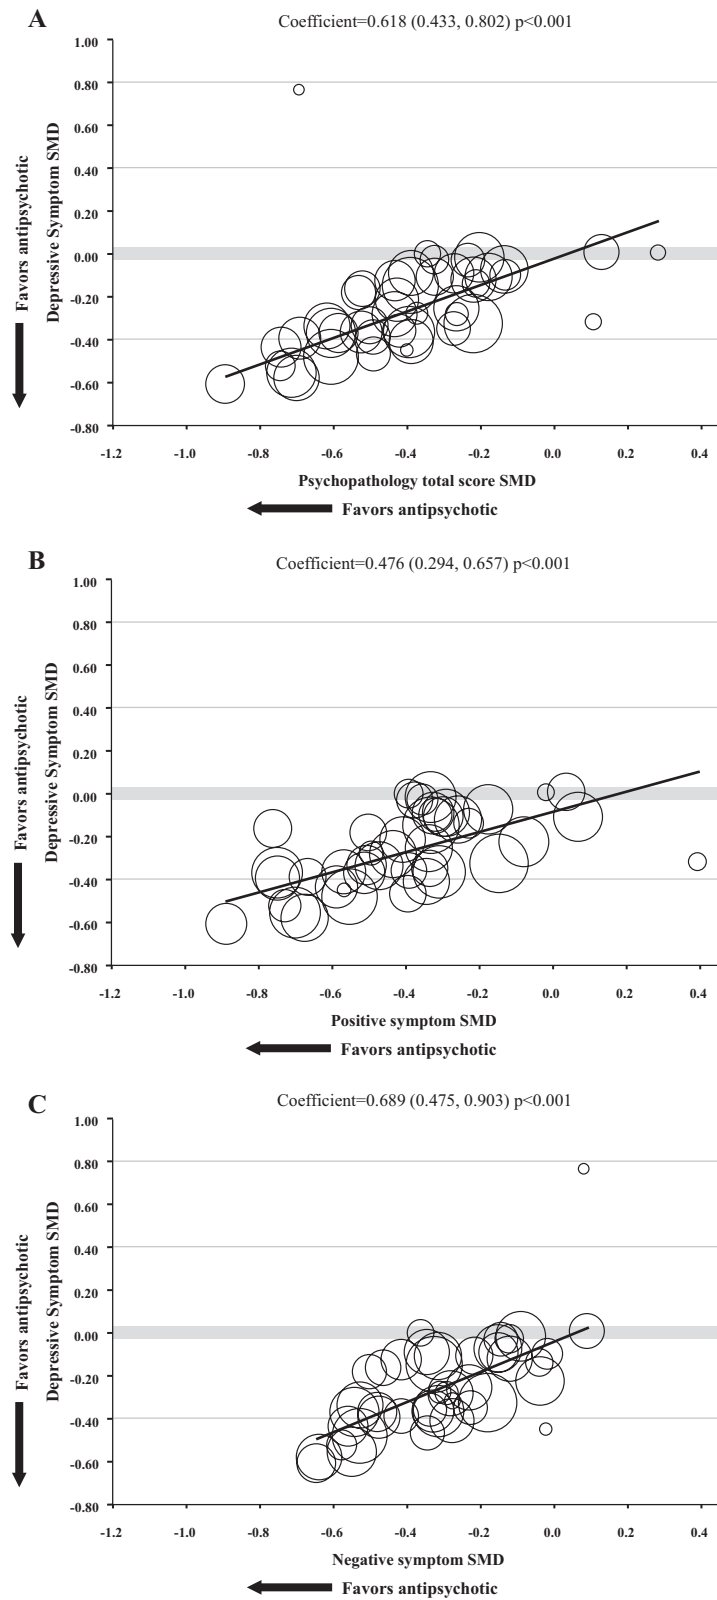 A
Coefficient=0.618 (0.433, 0.802) p<0.001
Favors antipsychotic
Depressive Symptom SMD
1.00
0.80
0.60
0.40
0.20
0.00
-0.20
-0.40
-0.60
-0.80
-1.2 -1.0 -0.8 -0.6 -0.4 -0.2 0.0 0.2 0.4
Psychopathology total score SMD
Favors antipsychotic
B
Coefficient=0.476 (0.294, 0.657) p<0.001
Favors antipsychotic
Depressive Symptom SMD
1.00
0.80
0.60
0.40
0.20
0.00
-0.20
-0.40
-0.60
-0.80
-1.2 -1.0 -0.8 -0.6 -0.4 -0.2 0.0 0.2 0.4
Positive symptom SMD
Favors antipsychotic
C
Coefficient=0.689 (0.475, 0.903) p<0.001
Favors antipsychotic
Depressive Symptom SMD
1.00
0.80
0.60
0.40
0.20
0.00
-0.20
-0.40
-0.60
-0.80
-1.2 -1.0 -0.8 -0.6 -0.4 -0.2 0.0 0.2 0.4
Negative symptom SMD
Favors antipsychotic